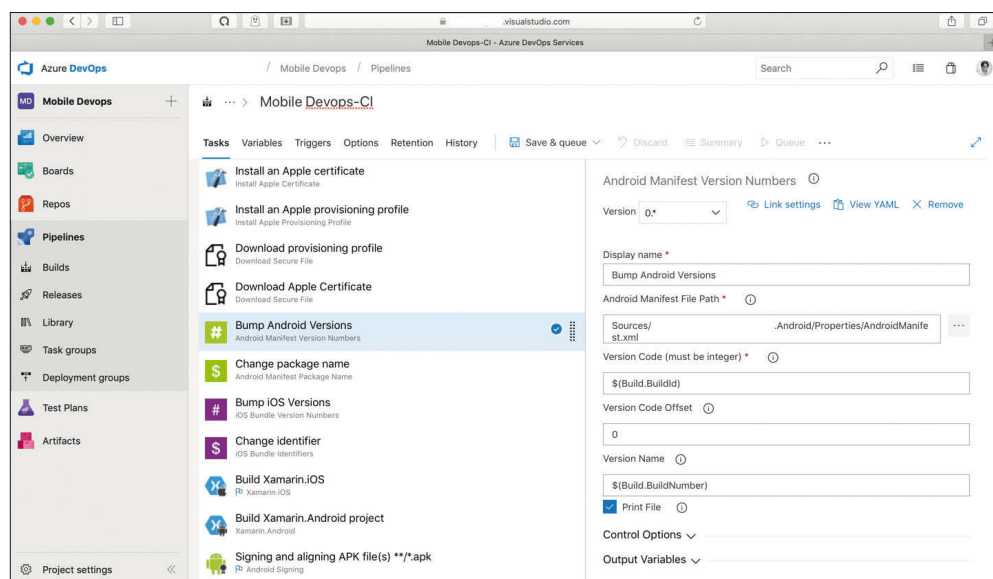 .visualstudio.com
Mobile Devops-CI - Azure DevOps Services
Azure DevOps
/ Mobile Devops / Pipelines
Search
MD Mobile Devops
Overview
Boards
Repos
Pipelines
Builds
Releases
Library
Task groups
Deployment groups
Test Plans
Artifacts
Project settings
... > Mobile Devops-CI
Tasks Variables Triggers Options Retention History Save & queue Discard Summary Queue ...
Install an Apple certificate
Install Apple Certificate
Install an Apple provisioning profile
Install Apple Provisioning Profile
Download provisioning profile
Download Secure File
Download Apple Certificate
Download Secure File
Bump Android Versions
Android Manifest Version Numbers
Change package name
Android Manifest Package Name
Bump iOS Versions
iOS Bundle Version Numbers
Change identifier
iOS Bundle Identifiers
Build Xamarin.iOS
Xamarin.iOS
Build Xamarin.Android project
Xamarin.Android
Signing and aligning APK file(s) **/*.apk
Android Signing
Android Manifest Version Numbers
Version 0.* Link settings View YAML Remove
Display name *
Bump Android Versions
Android Manifest File Path *
Sources/ .Android/Properties/AndroidManife
st.xml
Version Code (must be integer) *
$(Build.BuildId)
Version Code Offset
0
Version Name
$(Build.BuildNumber)
Print File
Control Options
Output Variables